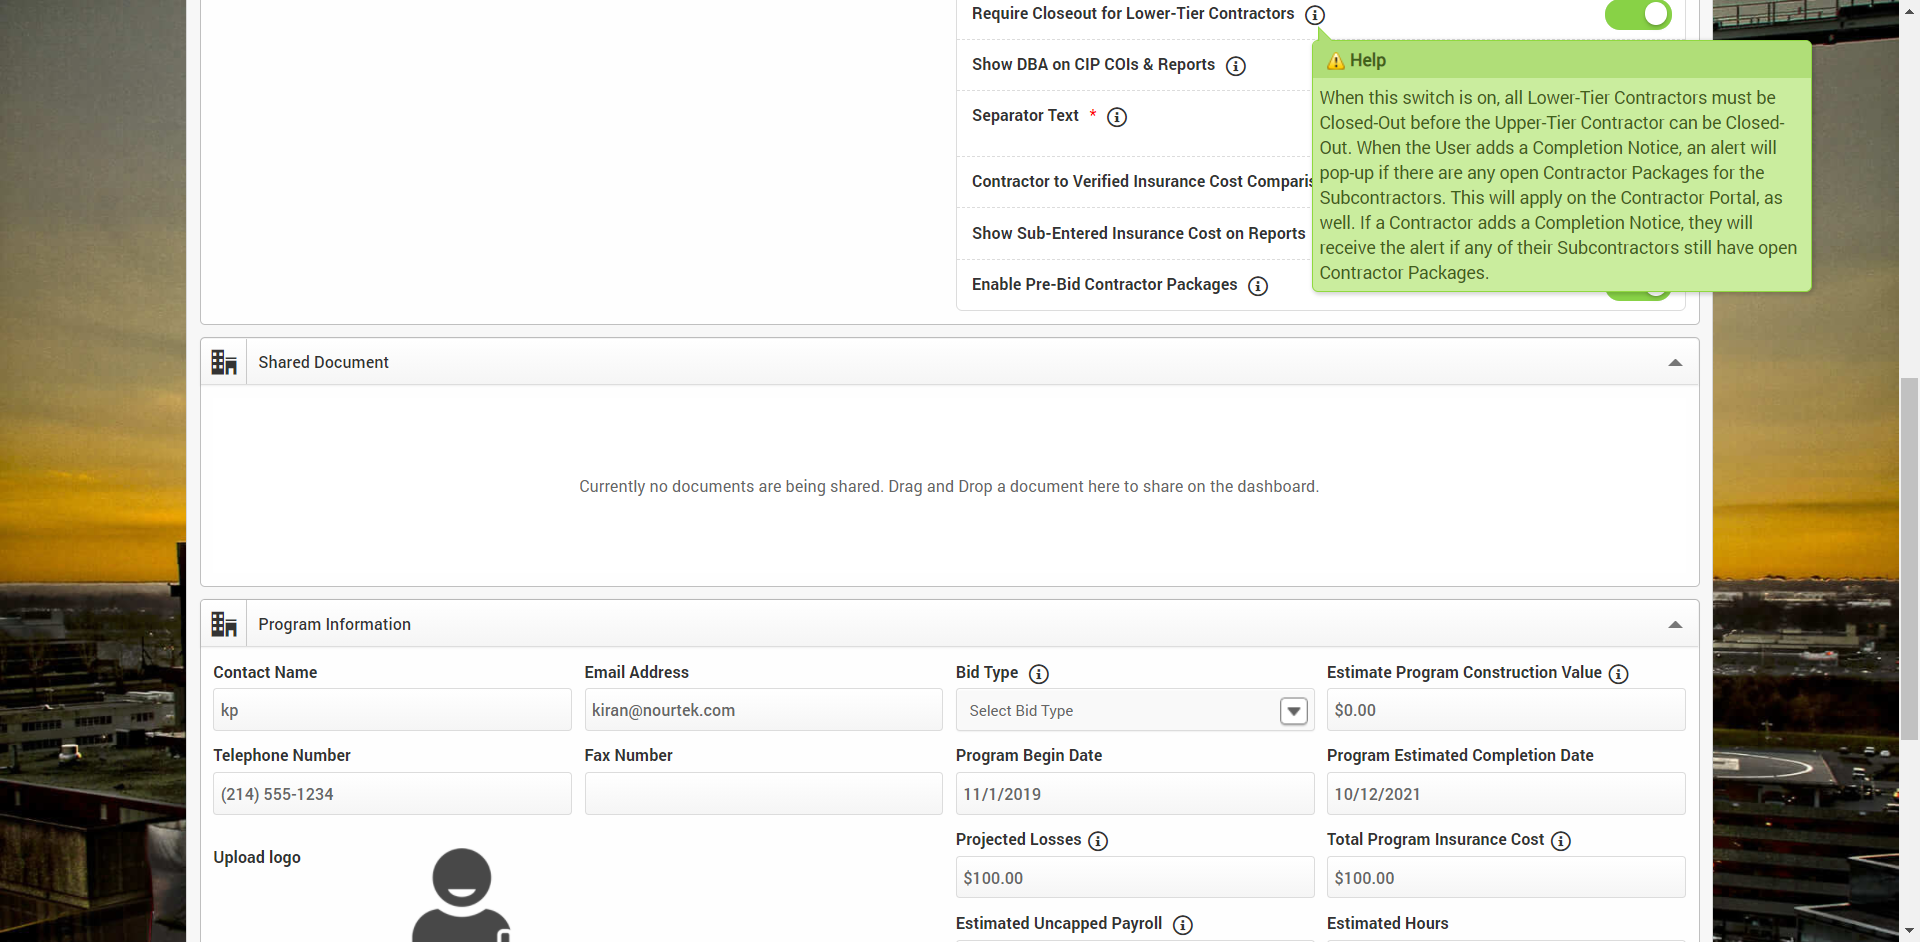 Require Closeout for Lower-Tier Contractors
Help
When this switch is on, all Lower-Tier Contractors must be
Closed-Out before the Upper-Tier Contractor can be Closed-
Out. When the User adds a Completion Notice, an alert will
pop-up if there are any open Contractor Packages for the
Subcontractors. This will apply on the Contractor Portal, as
well. If a Contractor adds a Completion Notice, they will
receive the alert if any of their Subcontractors still have open
Contractor Packages.
Show DBA on CIP COIs & Reports
Separator Text *
Contractor to Verified Insurance Cost Comparis
Show Sub-Entered Insurance Cost on Reports
Enable Pre-Bid Contractor Packages
Shared Document
Currently no documents are being shared. Drag and Drop a document here to share on the dashboard.
Program Information
Contact Name
kp
Email Address
kiran@nourtek.com
Bid Type
Select Bid Type
Estimate Program Construction Value
$0.00
Telephone Number
(214) 555-1234
Fax Number
Program Begin Date
11/1/2019
Program Estimated Completion Date
10/12/2021
Upload logo
Projected Losses
$100.00
Total Program Insurance Cost
$100.00
Estimated Uncapped Payroll
Estimated Hours